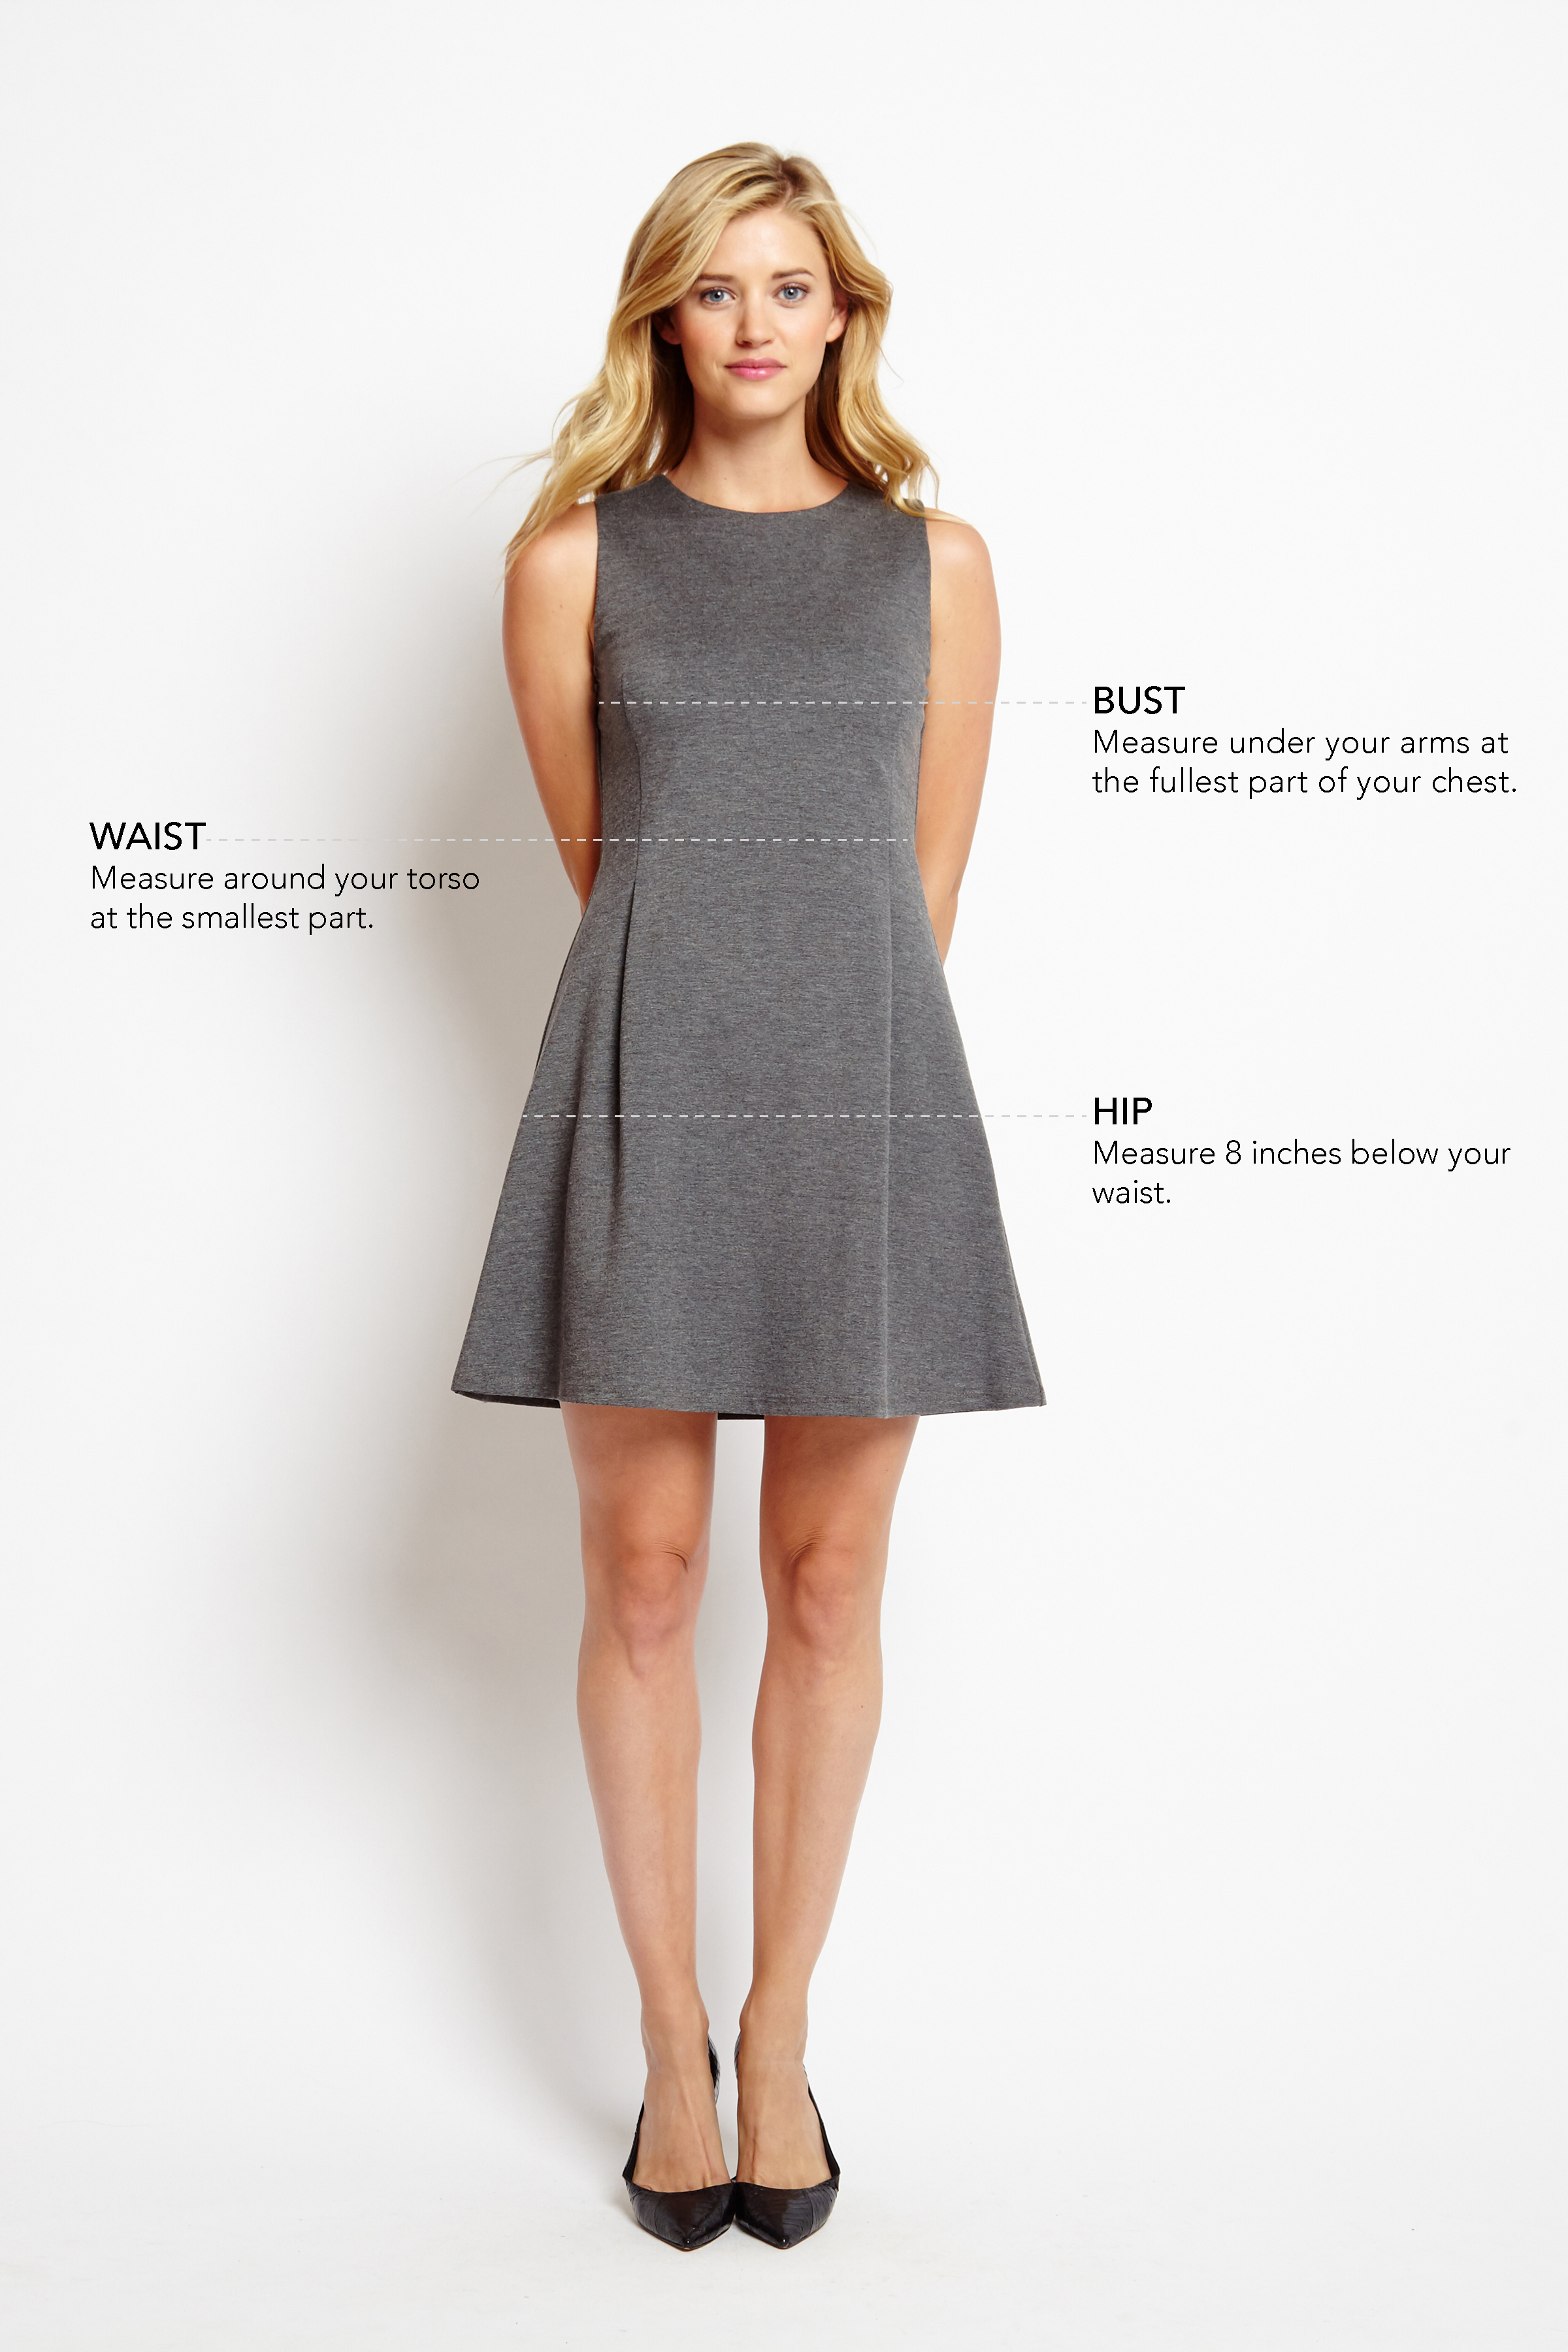 BUST
Measure under your arms at
the fullest part of your chest.
WAIST
Measure around your torso
at the smallest part.
HIP
Measure 8 inches below your
waist.